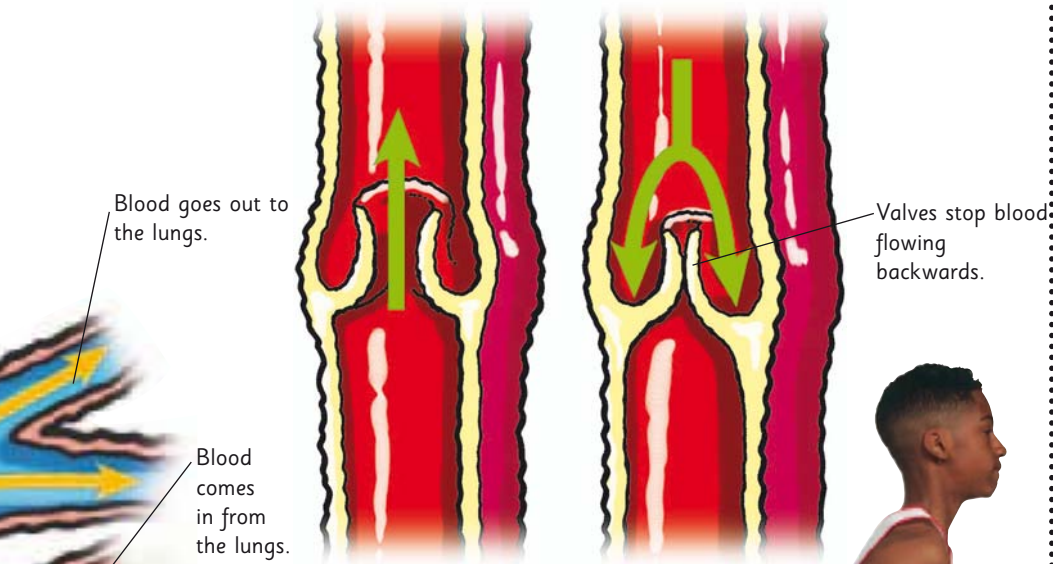 Blood goes out to
the lungs.
Valves stop blood
flowing
backwards.
Blood
comes
in from
the lungs.